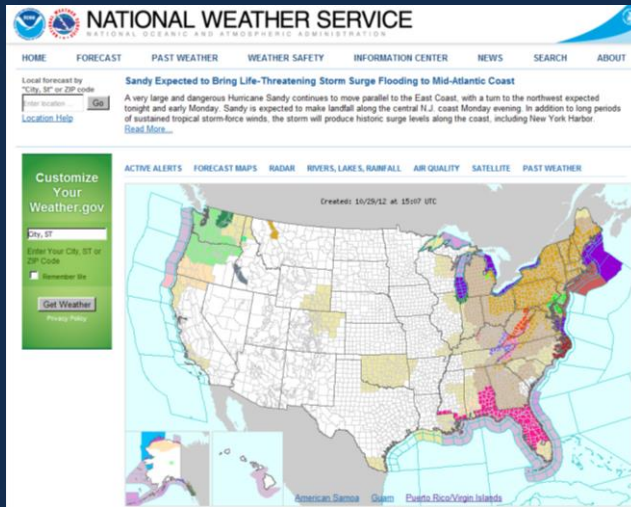 NATIONAL WEATHER SERVICE
NATIONAL OCEANIC AND ATMOSPHERIC ADMINISTRATION
HOME FORECAST PAST WEATHER WEATHER SAFETY INFORMATION CENTER NEWS SEARCH ABOUT
Local forecast by
"City, St" or ZIP code
Enter location ... Go
Location Help
Sandy Expected to Bring Life-Threatening Storm Surge Flooding to Mid-Atlantic Coast
A very large and dangerous Hurricane Sandy continues to move parallel to the East Coast, with a turn to the northwest expected
tonight and early Monday. Sandy is expected to make landfall along the central N.J. coast Monday evening. In addition to long periods
of sustained tropical storm-force winds, the storm will produce historic surge levels along the coast, including New York Harbor.
Read More...
ACTIVE ALERTS FORECAST MAPS RADAR RIVERS, LAKES, RAINFALL AIR QUALITY SATELLITE PAST WEATHER
Customize
Your
Weather.gov
City, ST
Enter Your City, ST or
ZIP Code
Remember Me
Get Weather
Privacy Policy
Created: 10/29/12 at 15:07 UTC
American Samoa Guam Puerto Rico/Virgin Islands